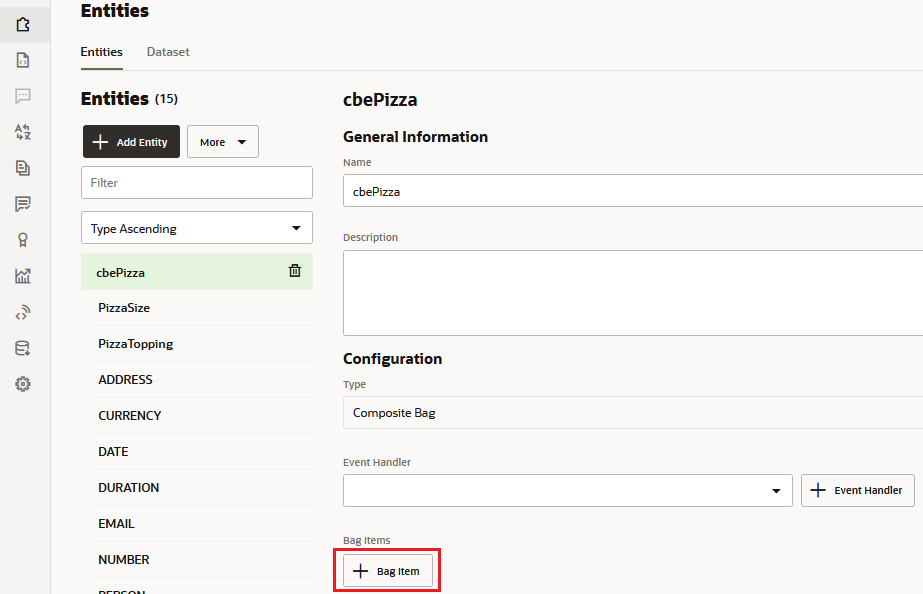 Entities
Entities
Dataset
Entities (15)
Add Entity
More
Filter
Type Ascending
cbePizza
PizzaSize
PizzaTopping
ADDRESS
CURRENCY
DATE
DURATION
EMAIL
NUMBER
PERSON
cbePizza
General Information
Name
cbePizza
Description
Configuration
Type
Composite Bag
Event Handler
Event Handler
Bag Items
Bag Item